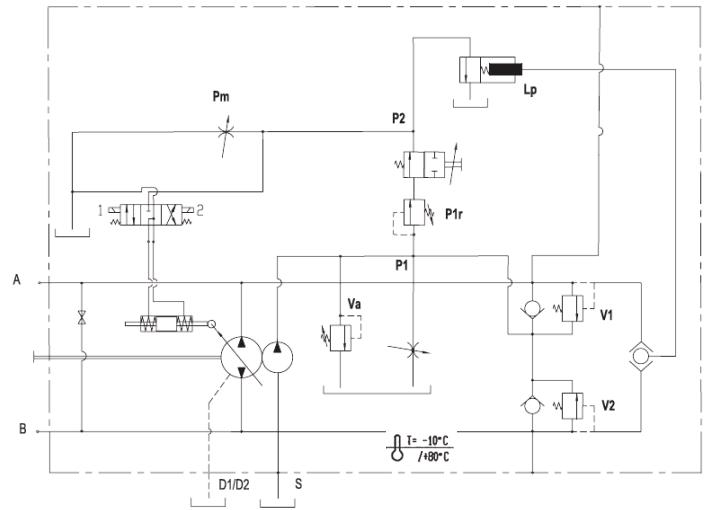 Pm
Lp
P2
1 2
P1r
P1
A
Va
V1
V2
B
T= -10°C
/+80°C
D1/D2
S